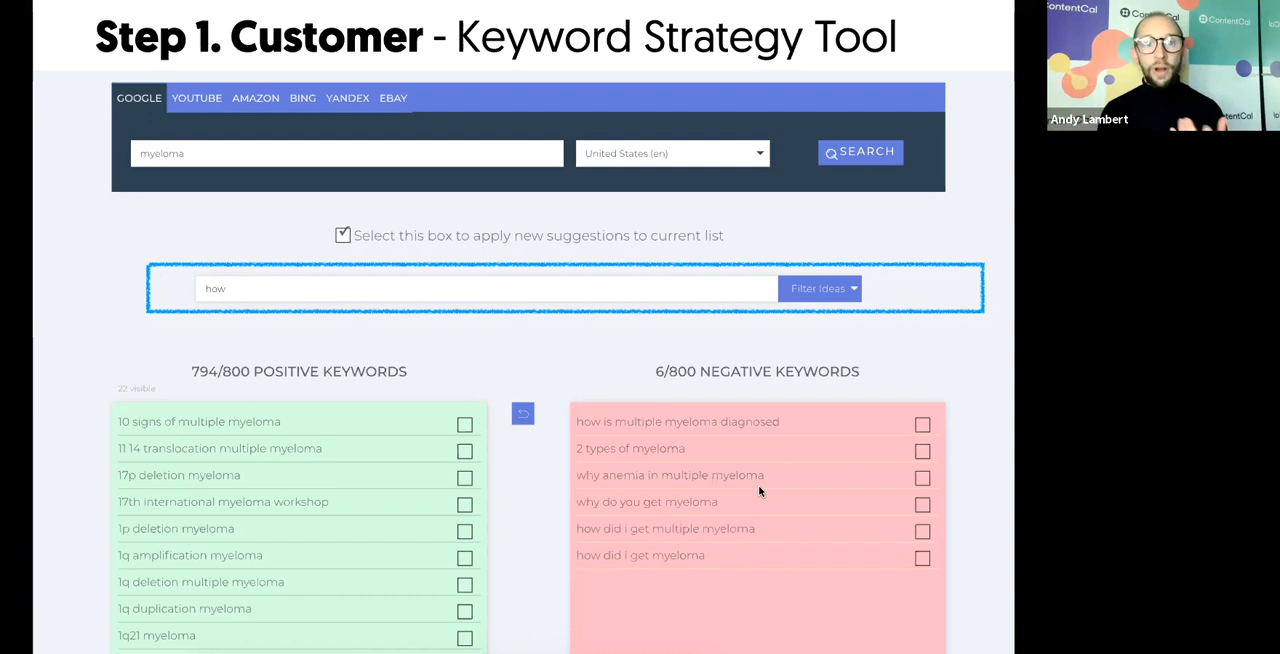 Step 1. Customer - Keyword Strategy Tool
GOOGLE YOUTUBE AMAZON BING YANDEX EBAY
myeloma United States (en) SEARCH
Select this box to apply new suggestions to current list
how Filter Ideas
794/800 POSITIVE KEYWORDS
22 visible
10 signs of multiple myeloma
11 14 translocation multiple myeloma
17p deletion myeloma
17th international myeloma workshop
1p deletion myeloma
1q amplification myeloma
1q deletion multiple myeloma
1q duplication myeloma
1q21 myeloma
6/800 NEGATIVE KEYWORDS
how is multiple myeloma diagnosed
2 types of myeloma
why anemia in multiple myeloma
why do you get myeloma
how did i get multiple myeloma
how did i get myeloma
ContentCal
ContentCal
ContentCal
Andy Lambert